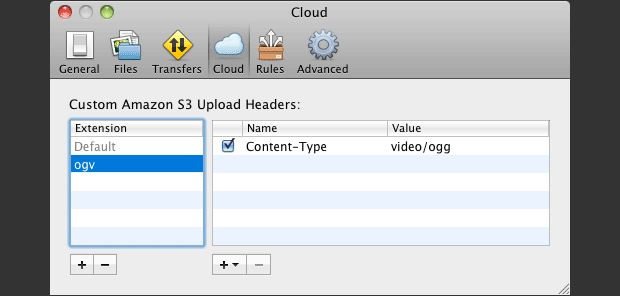 Cloud
General Files Transfers Cloud Rules Advanced
Custom Amazon S3 Upload Headers:
Extension Name Value
Default Content-Type video/ogg
ogv